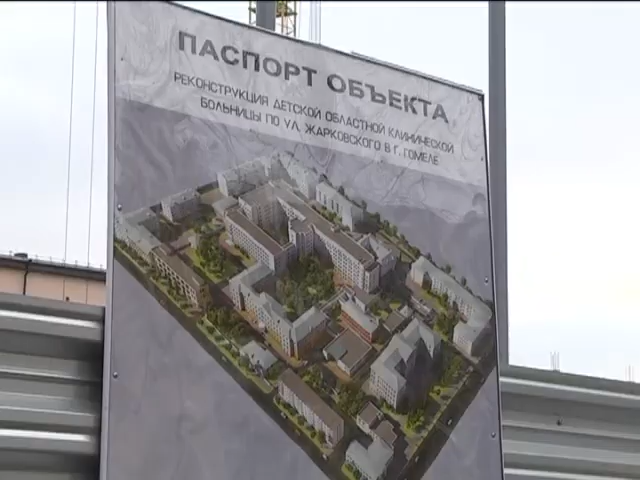 ПАСПОРТ ОБЪЕКТА
РЕКОНСТРУКЦИЯ ДЕТСКОЙ ОБЛАСТНОЙ КЛИНИЧЕСКОЙ
БОЛЬНИЦЫ ПО УЛ. ЖАРКОВСКОГО В Г. ГОМЕЛЕ